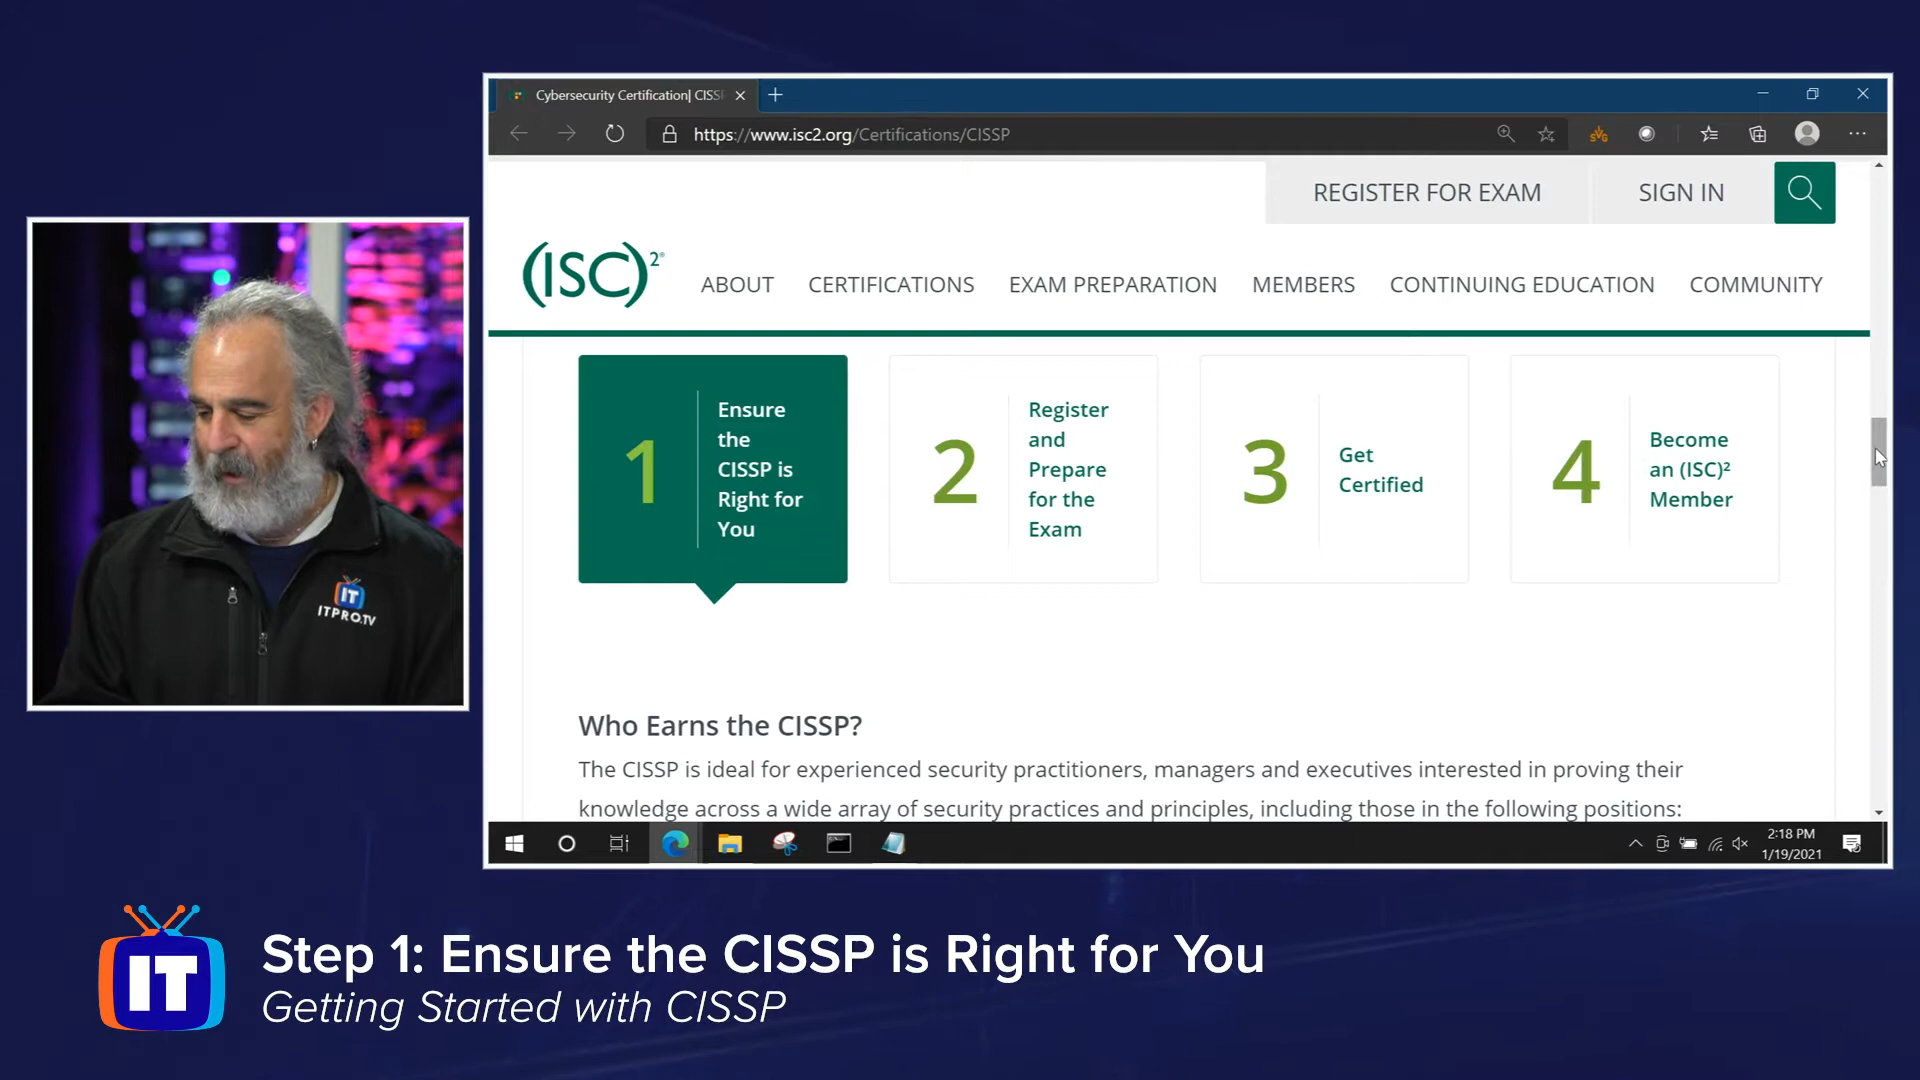 Cybersecurity Certification| CISS
https://www.isc2.org/Certifications/CISSP
SVG
REGISTER FOR EXAM
SIGN IN
(ISC)2®
ABOUT
CERTIFICATIONS
EXAM PREPARATION
MEMBERS
CONTINUING EDUCATION
COMMUNITY
1
Ensure
the
CISSP is
Right for
You
2
Register
and
Prepare
for the
Exam
3
Get
Certified
4
Become
an (ISC)²
Member
Who Earns the CISSP?
The CISSP is ideal for experienced security practitioners, managers and executives interested in proving their
knowledge across a wide array of security practices and principles, including those in the following positions:
2:18 PM
1/19/2021
IT
ITPRO.TV
IT
Step 1: Ensure the CISSP is Right for You
Getting Started with CISSP